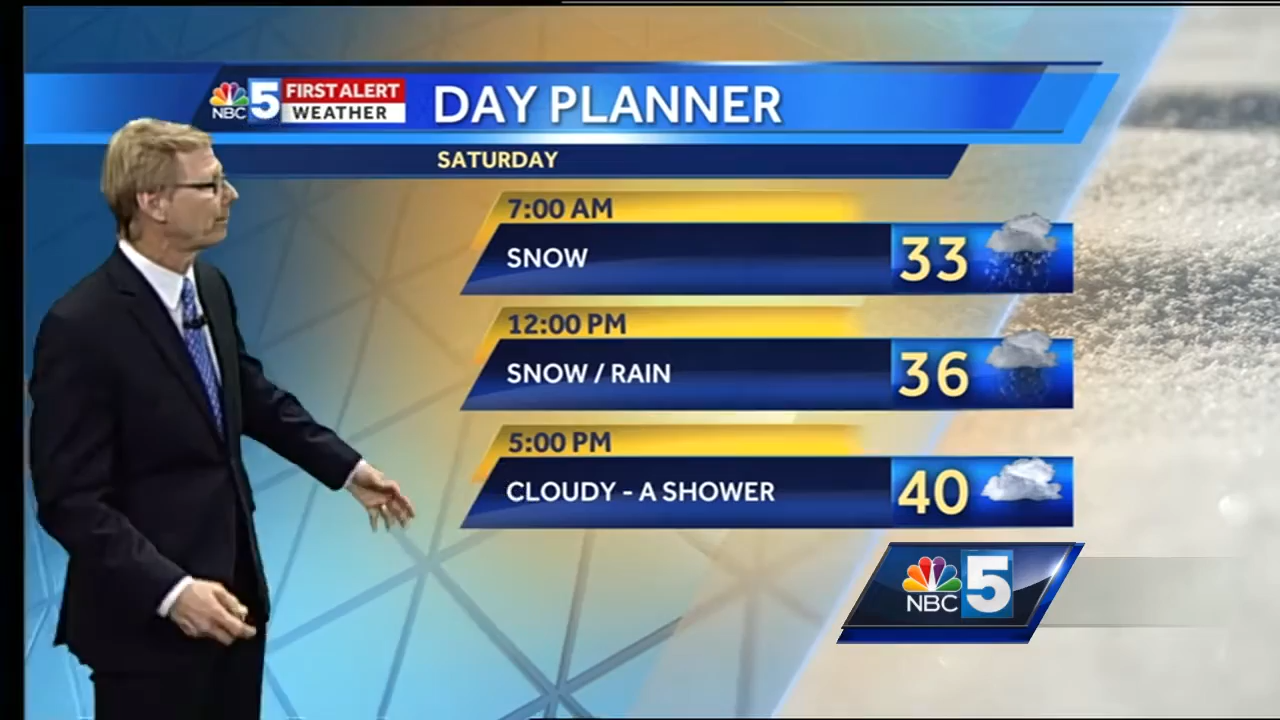 NBC 5 FIRST ALERT WEATHER
DAY PLANNER
SATURDAY
7:00 AM
SNOW 33
12:00 PM
SNOW / RAIN 36
5:00 PM
CLOUDY - A SHOWER 40
NBC 5